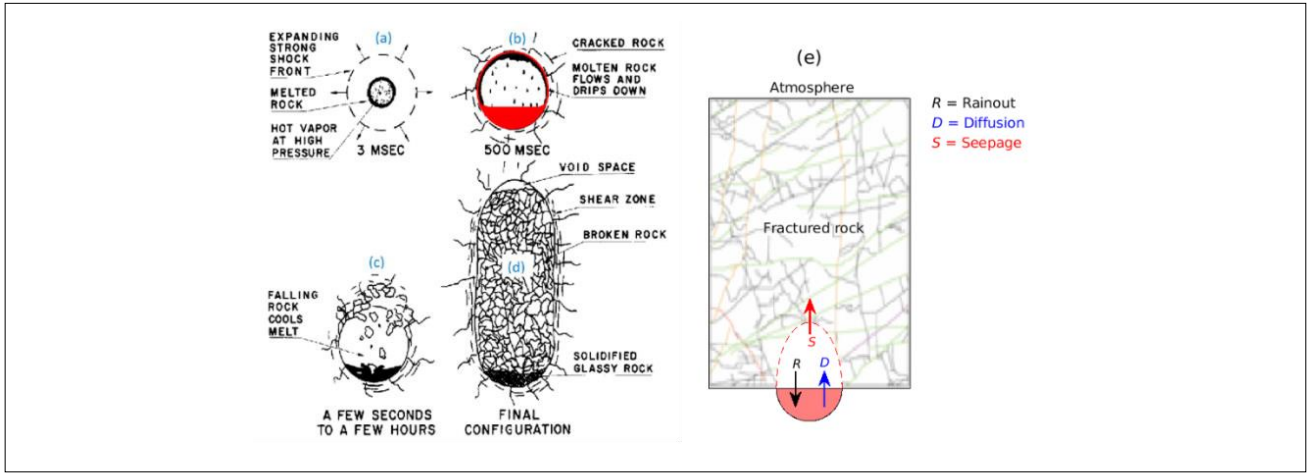 (a)
EXPANDING
STRONG
SHOCK
FRONT
MELTED
ROCK
HOT VAPOR
AT HIGH
PRESSURE
3 MSEC
(b)
CRACKED ROCK
MOLTEN ROCK
FLOWS AND
DRIPS DOWN
500 MSEC
(c)
FALLING
ROCK
COOLS
MELT
A FEW SECONDS
TO A FEW HOURS
VOID SPACE
SHEAR ZONE
BROKEN ROCK
(d)
SOLIDIFIED
GLASSY ROCK
FINAL
CONFIGURATION
(e)
Atmosphere
Fractured rock
S
R
D
R = Rainout
D = Diffusion
S = Seepage